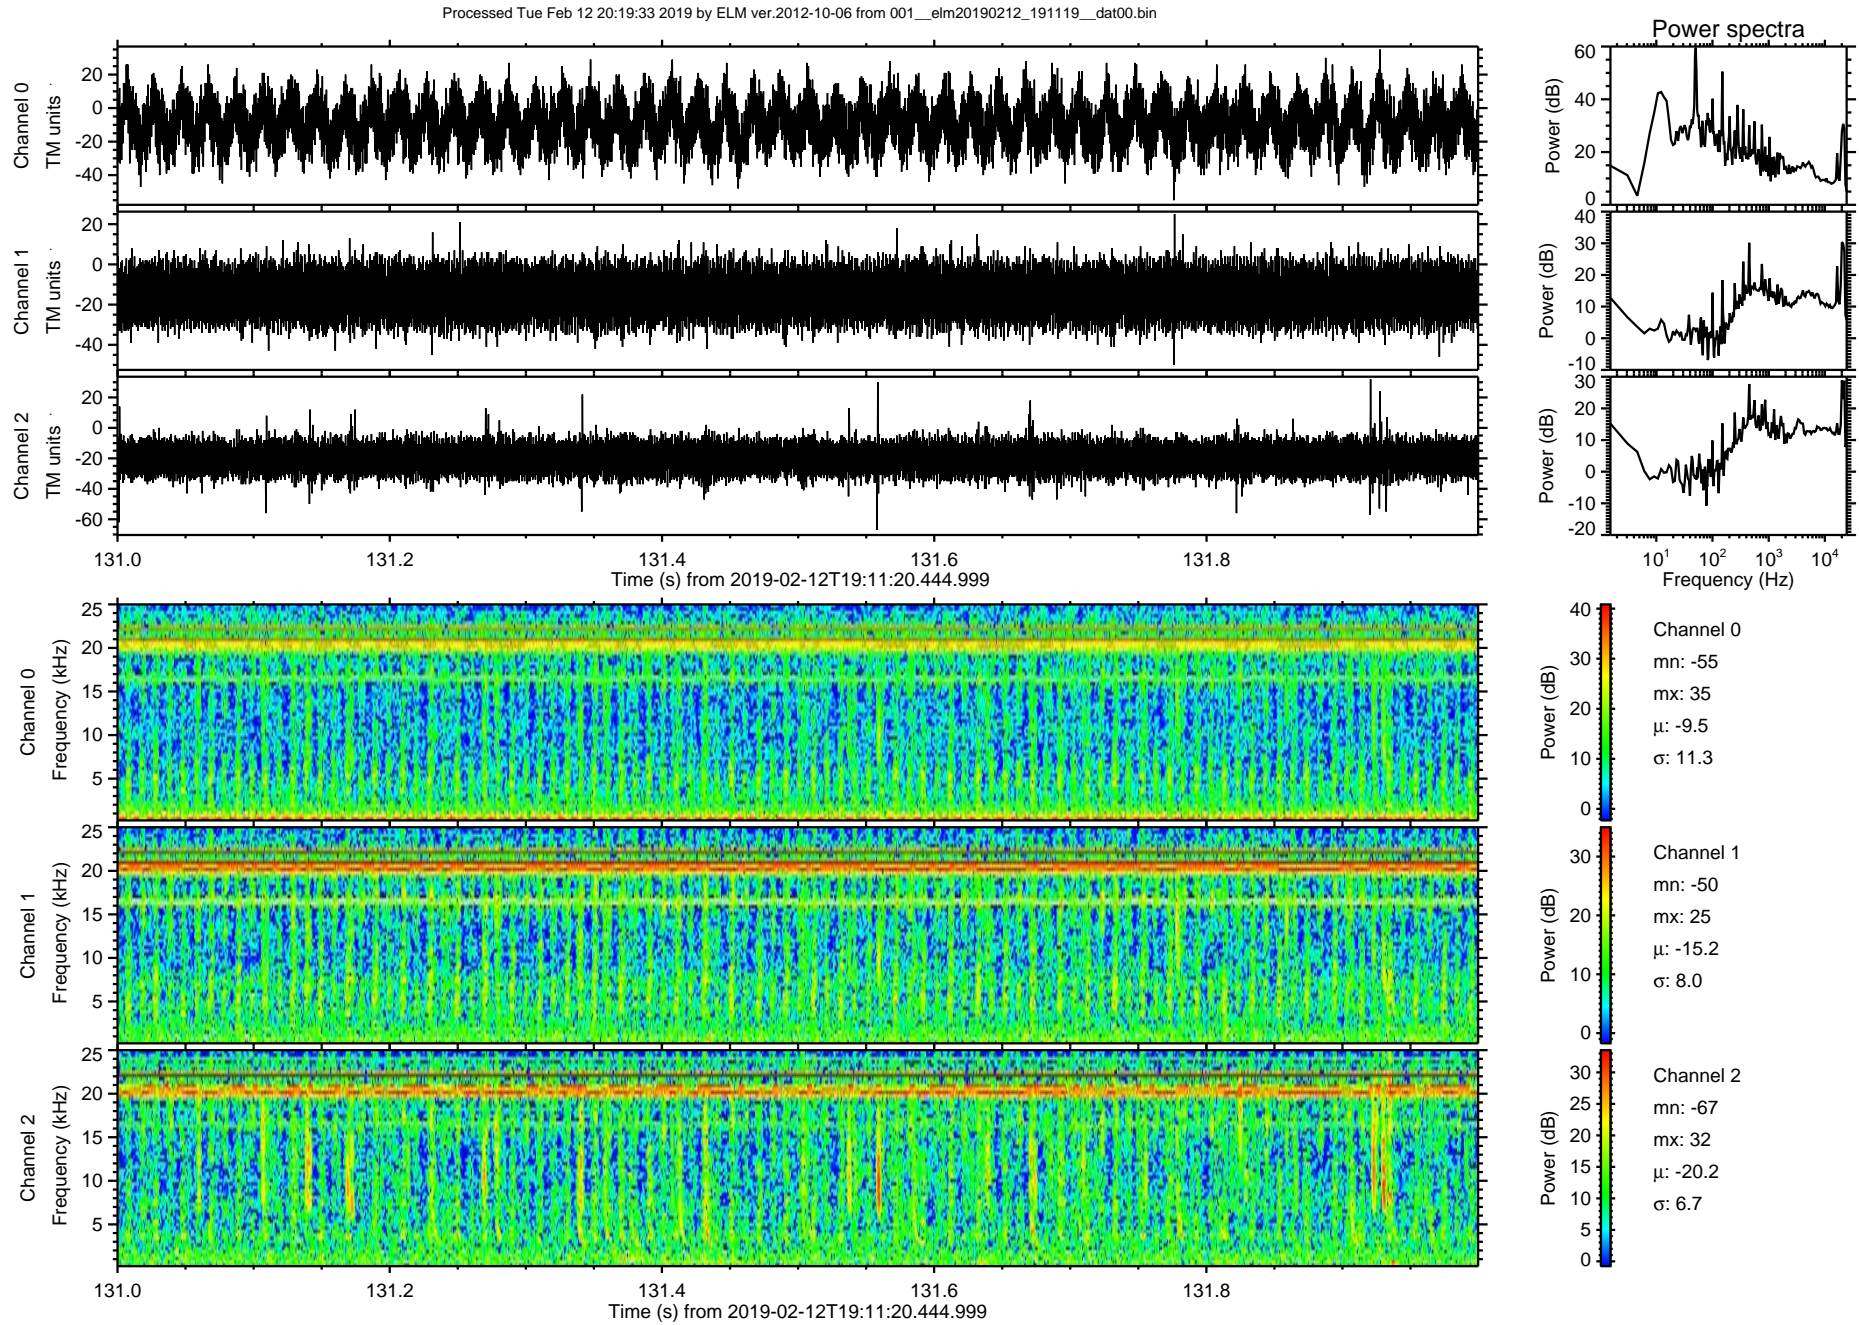 Processed Tue Feb 12 20:19:33 2019 by ELM ver.2012-10-06 from 001__elm20190212_191119__dat00.bin
Power spectra
Channel 0
TM units
20
0
-20
-40
Power (dB)
60
40
20
0
Channel 1
TM units
20
0
-20
-40
Power (dB)
40
30
20
10
0
-10
Channel 2
TM units
20
0
-20
-40
-60
Power (dB)
30
20
10
0
-10
-20
131.0 131.2 131.4 131.6 131.8
Time (s) from 2019-02-12T19:11:20.444.999
10¹ 10² 10³ 10⁴
Frequency (Hz)
Channel 0
Frequency (kHz)
25
20
15
10
5
Power (dB)
40
30
20
10
0
Channel 0
mn: -55
mx: 35
μ: -9.5
σ: 11.3
Channel 1
Frequency (kHz)
25
20
15
10
5
Power (dB)
30
20
10
0
Channel 1
mn: -50
mx: 25
μ: -15.2
σ: 8.0
Channel 2
Frequency (kHz)
25
20
15
10
5
Power (dB)
30
25
20
15
10
5
0
Channel 2
mn: -67
mx: 32
μ: -20.2
σ: 6.7
131.0 131.2 131.4 131.6 131.8
Time (s) from 2019-02-12T19:11:20.444.999